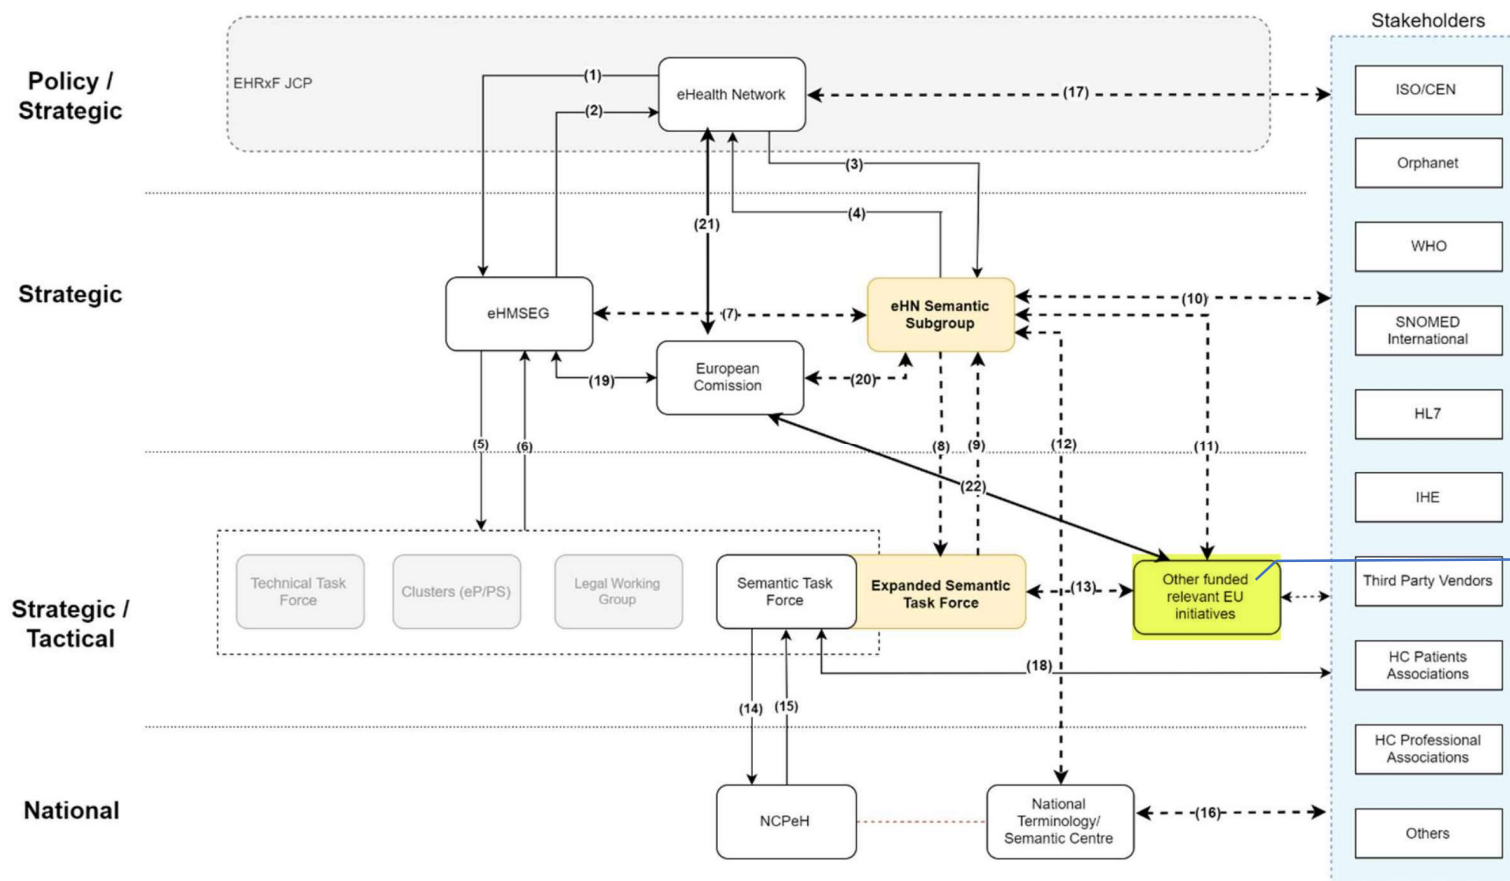 Stakeholders
Policy /
Strategic
EHRxF JCP
(1)
(2)
eHealth Network
(17)
ISO/CEN
(3)
Orphanet
(4)
(21)
WHO
Strategic
eHMSEG
(7)
eHN Semantic
Subgroup
(10)
SNOMED
International
European
Comission
(19)
(20)
HL7
(5)
(6)
(8)
(9)
(12)
(11)
(22)
IHE
Strategic /
Tactical
Technical Task
Force
Clusters (eP/PS)
Legal Working
Group
Semantic Task
Force
Expanded Semantic
Task Force
(13)
Other funded
relevant EU
initiatives
Third Party Vendors
(18)
HC Patients
Associations
(14)
(15)
HC Professional
Associations
National
NCPeH
National
Terminology/
Semantic Centre
(16)
Others